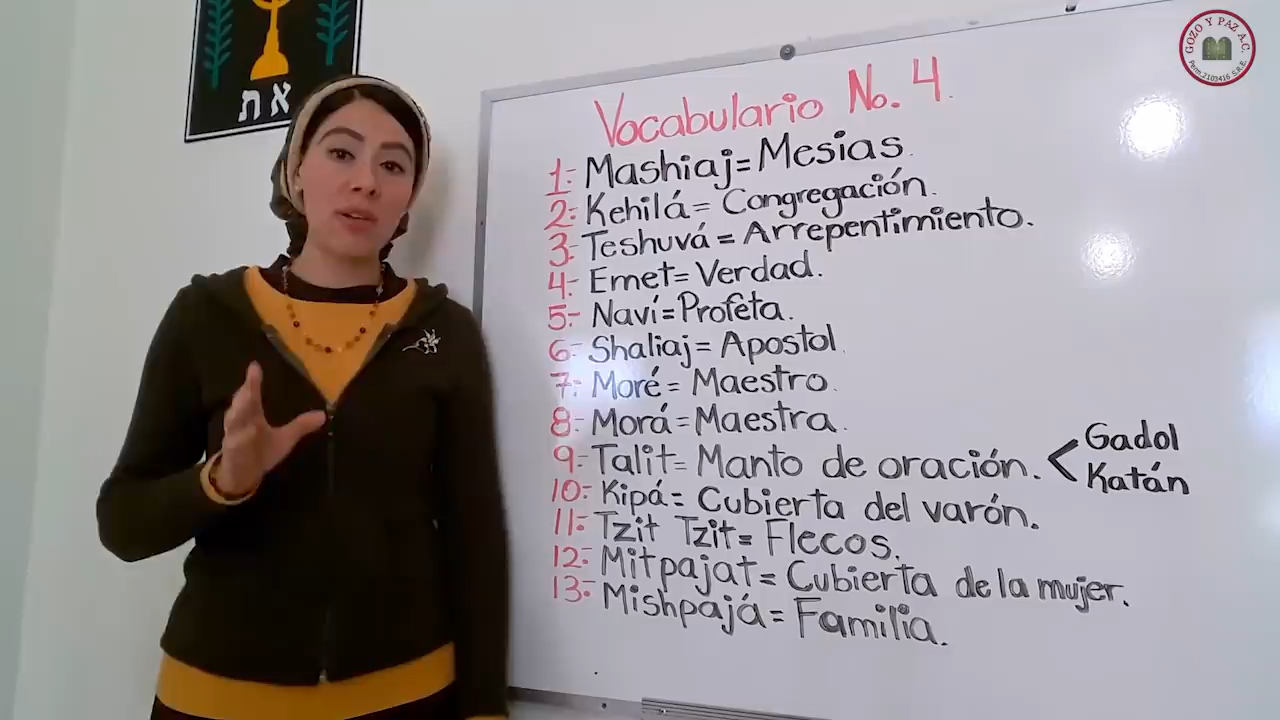 את
GOZO Y PAZ A.C.
Perm.2103416 S.R.E.
Vocabulario No. 4.
1:- Mashiaj = Mesias.
2:- Kehilá = Congregación.
3:- Teshuvá = Arrepentimiento.
4:- Emet = Verdad.
5:- Naví = Profeta.
6:- Shaliaj = Apostol.
7:- Moré = Maestro.
8:- Morá = Maestra.
9:- Talit = Manto de oración. < Gadol
Katán
10:- Kipá = Cubierta del varón.
11:- Tzit Tzit = Flecos.
12:- Mitpajat = Cubierta de la mujer.
13:- Mishpajá = Familia.